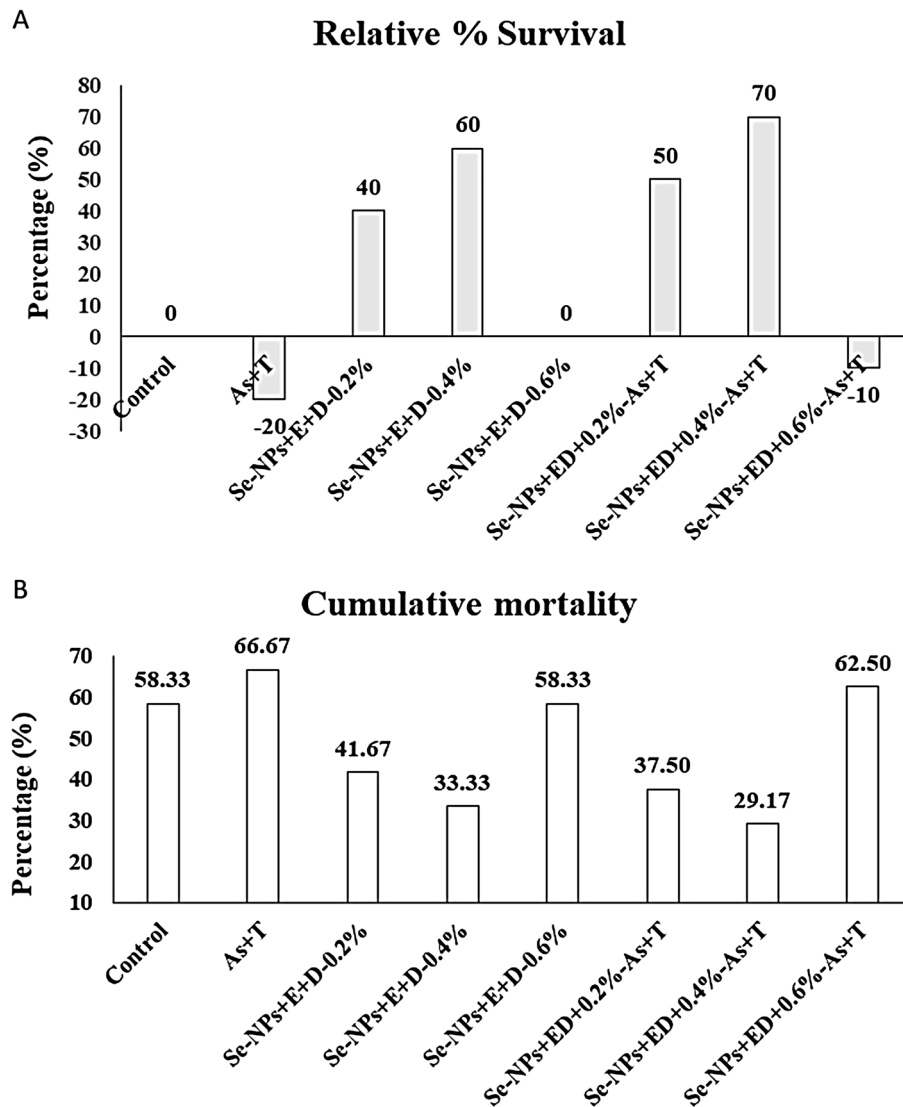 A
Relative % Survival
Percentage (%)
80
70
60
50
40
30
20
10
0
-10
-20
-30
0
-20
40
60
0
50
70
-10
Control
As+T
Se-NPs+E+D-0.2%
Se-NPs+E+D-0.4%
Se-NPs+E+D-0.6%
Se-NPs+ED+0.2%-As+T
Se-NPs+ED+0.4%-As+T
Se-NPs+ED+0.6%-As+T
B
Cumulative mortality
Percentage (%)
70
60
50
40
30
20
10
58.33
66.67
41.67
33.33
58.33
37.50
29.17
62.50
Control
As+T
Se-NPs+E+D-0.2%
Se-NPs+E+D-0.4%
Se-NPs+E+D-0.6%
Se-NPs+ED+0.2%-As+T
Se-NPs+ED+0.4%-As+T
Se-NPs+ED+0.6%-As+T